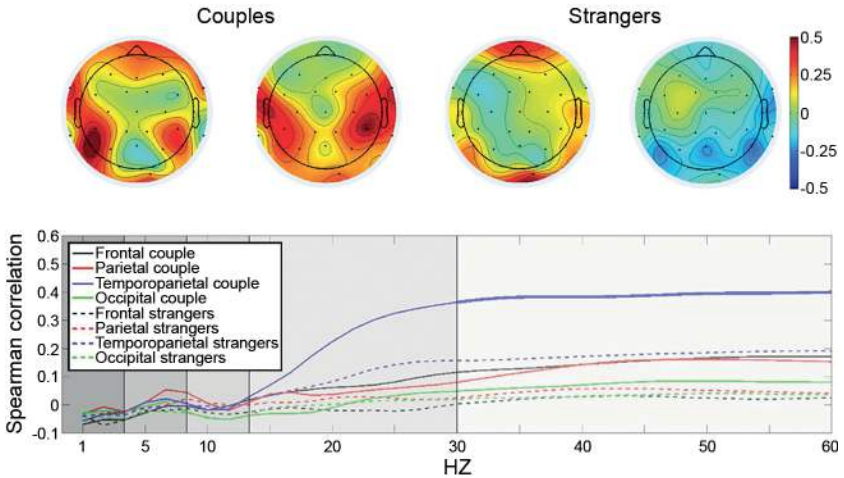 Couples
Strangers
0.5
0.25
0
-0.25
-0.5
Spearman correlation
0.6
0.5
0.4
0.3
0.2
0.1
0
-0.1
Frontal couple
Parietal couple
Temporoparietal couple
Occipital couple
Frontal strangers
Parietal strangers
Temporoparietal strangers
Occipital strangers
1 5 10 20 30 40 50 60
HZ